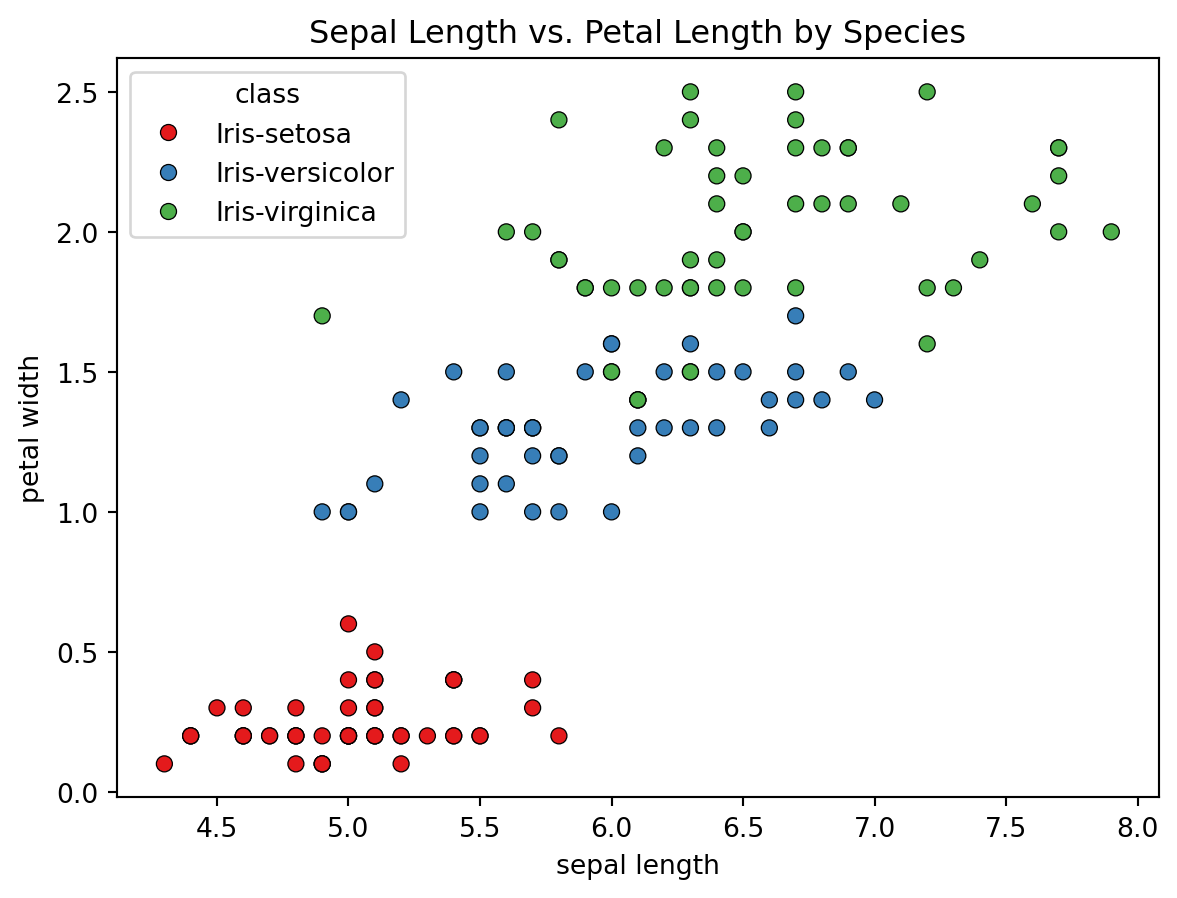 Sepal Length vs. Petal Length by Species
class
Iris-setosa
Iris-versicolor
Iris-virginica
petal width
2.5
2.0
1.5
1.0
0.5
0.0
4.5 5.0 5.5 6.0 6.5 7.0 7.5 8.0
sepal length